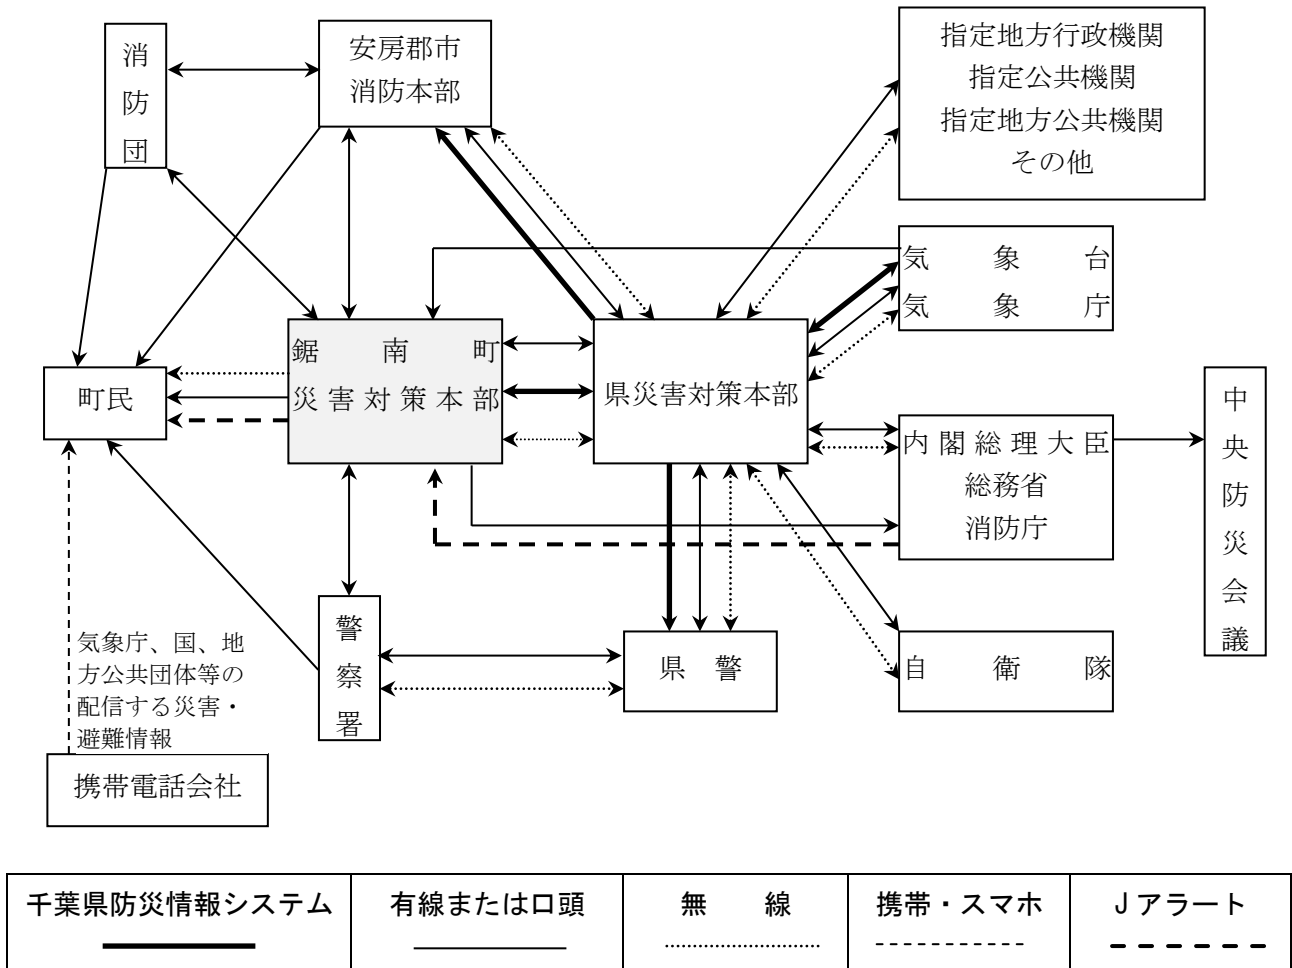 消防団
安房郡市
消防本部
指定地方行政機関
指定公共機関
指定地方公共機関
その他
気象台
気象庁
鋸南町
災害対策本部
県災害対策本部
町民
内閣総理大臣
総務省
消防庁
中央防災会議
警察署
県警
自衛隊
気象庁、国、地
方公共団体等の
配信する災害・
避難情報
携帯電話会社
千葉県防災情報システム
有線または口頭
無線
携帯・スマホ
Jアラート